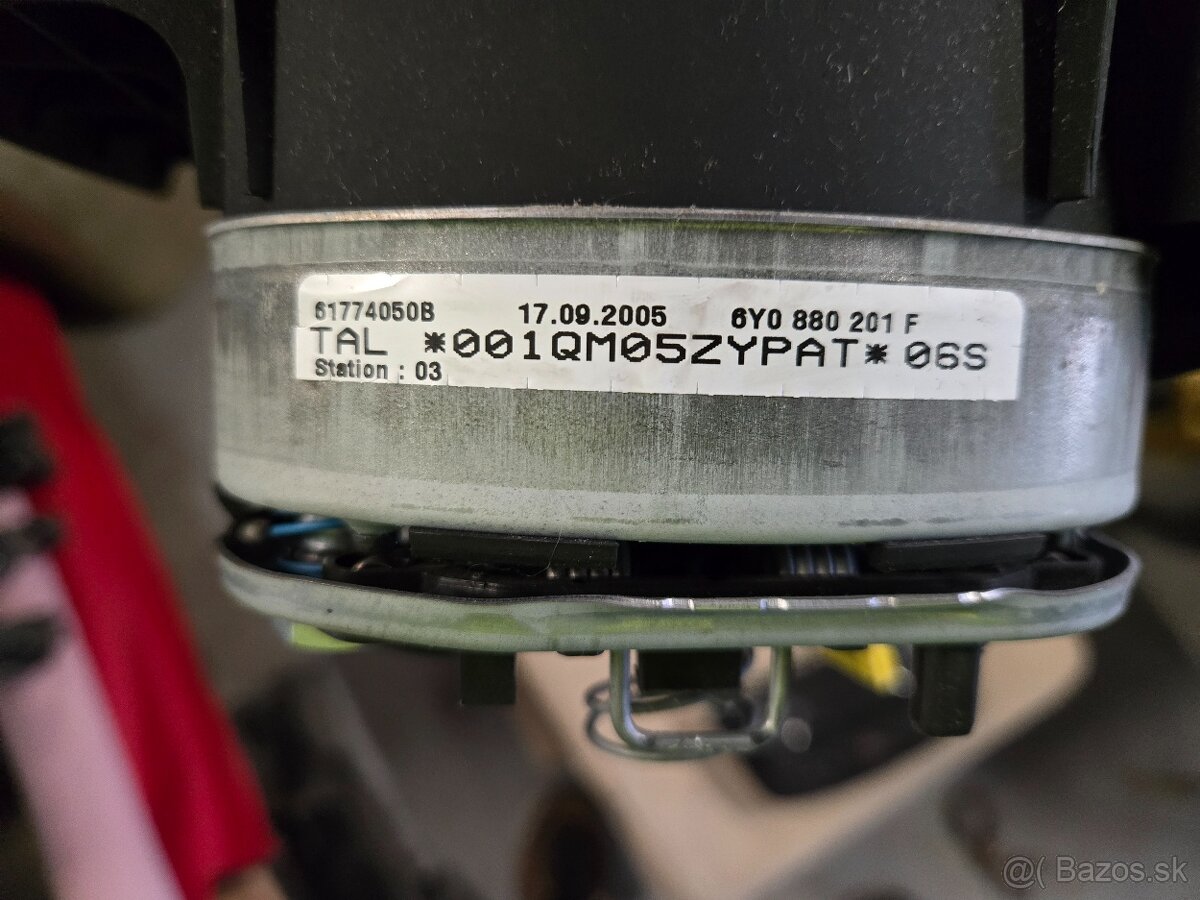 61774050B 17.09.2005 6Y0 880 201 F
TAL *001QM05ZYPAT* 06S
Station : 03
@( Bazos.sk